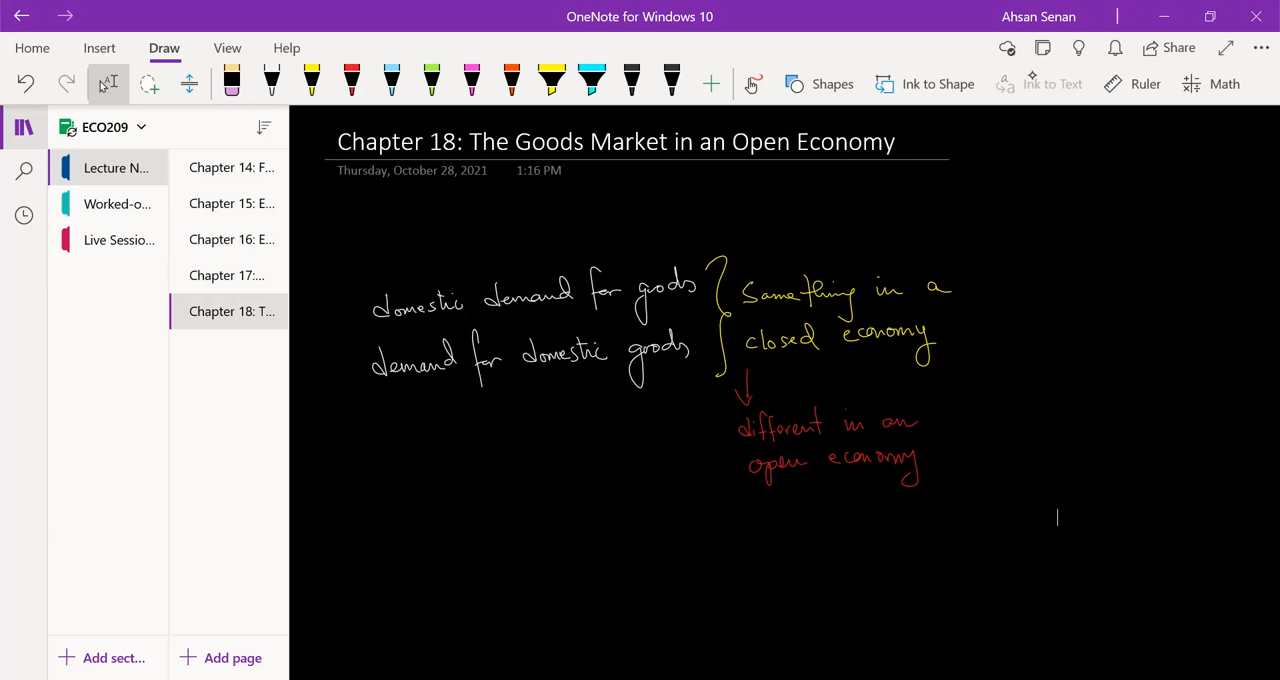 OneNote for Windows 10
Ahsan Senan
Home Insert Draw View Help
Share
Shapes Ink to Shape Ink to Text Ruler Math
ECO209
Lecture N...
Worked-o...
Live Sessio...
Chapter 14: F...
Chapter 15: E...
Chapter 16: E...
Chapter 17:...
Chapter 18: T...
Chapter 18: The Goods Market in an Open Economy
Thursday, October 28, 2021 1:16 PM
domestic demand for goods
demand for domestic goods
Same thing in a
closed economy
different in an
open economy
Add sect... Add page